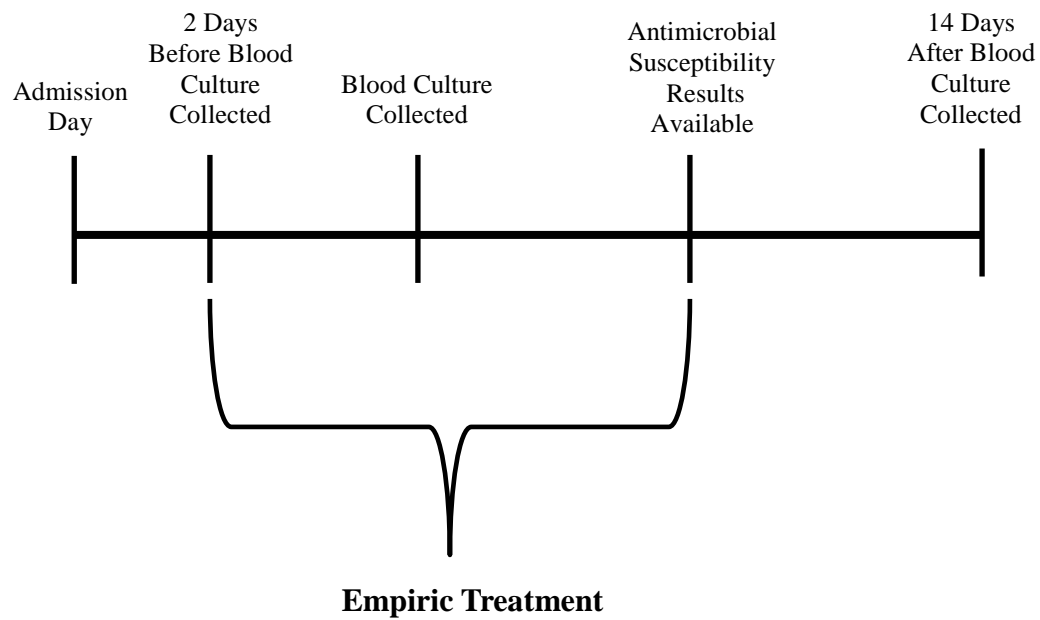 Admission
Day
2 Days
Before Blood
Culture
Collected
Blood Culture
Collected
Antimicrobial
Susceptibility
Results
Available
14 Days
After Blood
Culture
Collected
Empiric Treatment